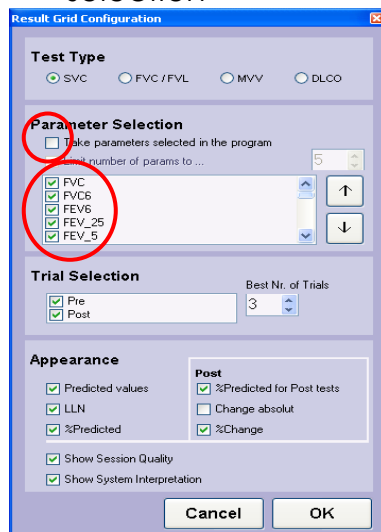 Result Grid Configuration
Test Type
SVC FVC / FVL MVV DLCO
Parameter Selection
Take parameters selected in the program
Limit number of params to ... 5
FVC
FVC6
FEV6
FEV_25
FEV_5
Trial Selection
Best Nr. of Trials
Pre
Post
3
Appearance
Post
Predicted values
%Predicted for Post tests
LLN
Change absolut
%Predicted
%Change
Show Session Quality
Show System Interpretation
Cancel OK